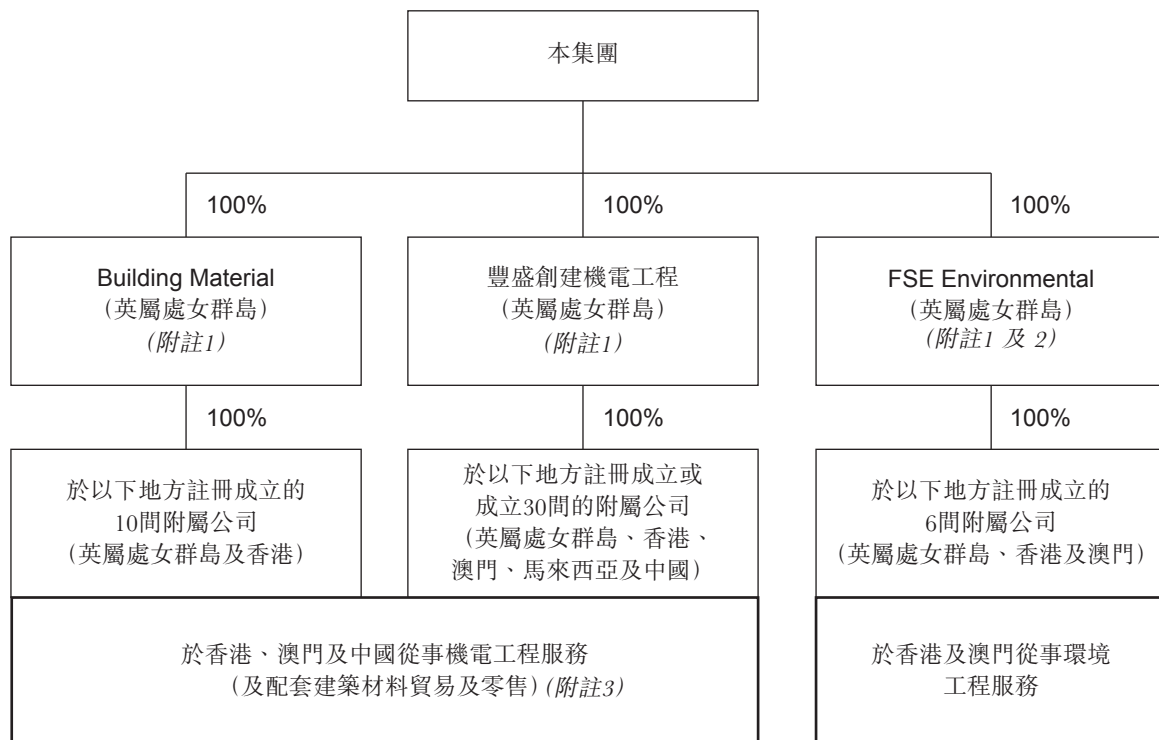 本集團
100%
100%
100%
Building Material
(英屬處女群島)
(附註1)
豐盛創建機電工程
(英屬處女群島)
(附註1)
FSE Environmental
(英屬處女群島)
(附註1 及 2)
100%
100%
100%
於以下地方註冊成立的
10間附屬公司
(英屬處女群島及香港)
於以下地方註冊成立或
成立30間的附屬公司
(英屬處女群島、香港、
澳門、馬來西亞及中國)
於以下地方註冊成立的
6間附屬公司
(英屬處女群島、香港及澳門)
於香港、澳門及中國從事機電工程服務
(及配套建築材料貿易及零售)(附註3)
於香港及澳門從事環境
工程服務